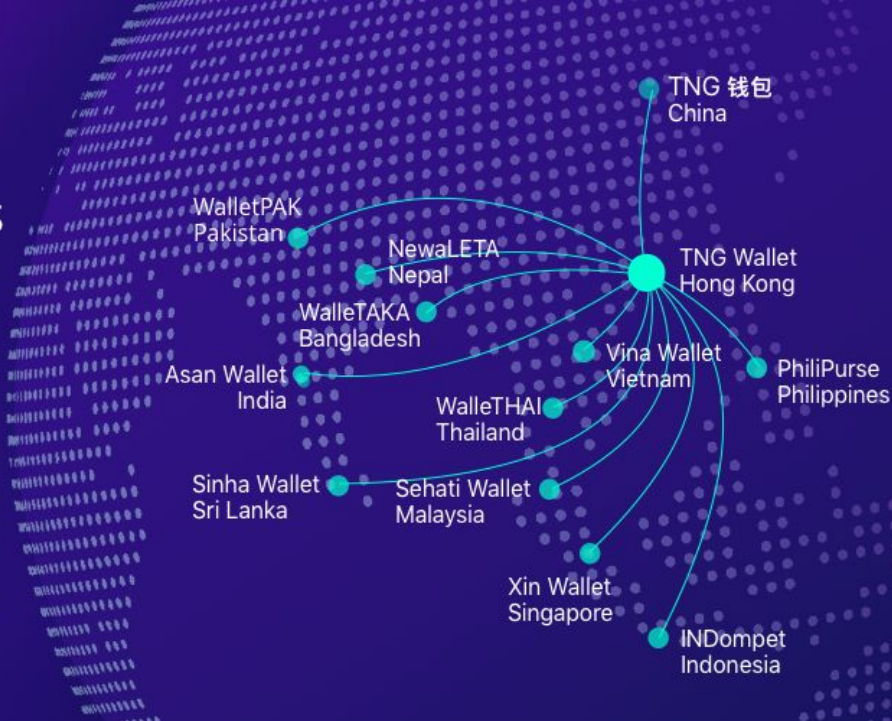 TNG 钱包
China
WalletPAK
Pakistan
NewaLETA
Nepal
TNG Wallet
Hong Kong
WalleTAKA
Bangladesh
Vina Wallet
Vietnam
PhiliPurse
Philippines
Asan Wallet
India
WalleTHAI
Thailand
Sinha Wallet
Sri Lanka
Sehati Wallet
Malaysia
Xin Wallet
Singapore
INDompet
Indonesia